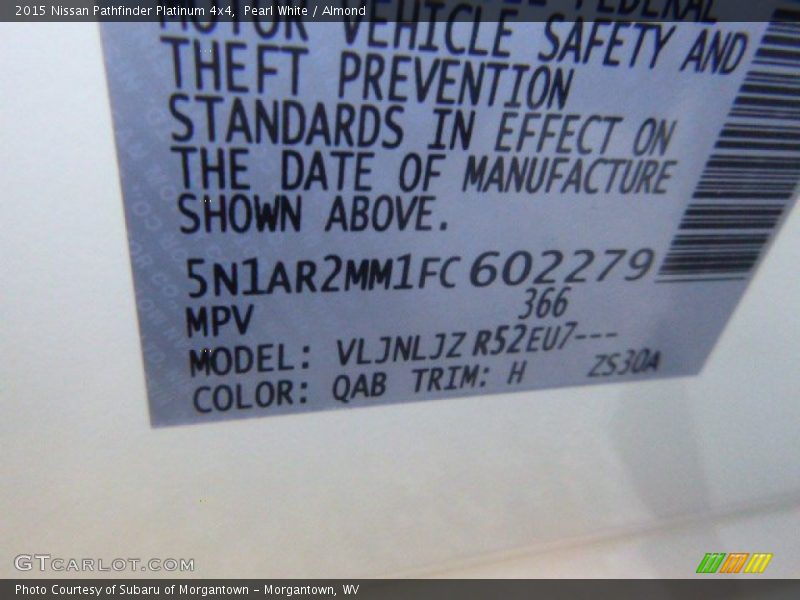 2015 Nissan Pathfinder Platinum 4x4, Pearl White / Almond
FEDERAL
MOTOR VEHICLE SAFETY AND
THEFT PREVENTION
STANDARDS IN EFFECT ON
THE DATE OF MANUFACTURE
SHOWN ABOVE.
5N1AR2MM1FC602279
MPV 366
MODEL: VLJNLJZ R52EU7---
COLOR: QAB TRIM: H ZS30A
GTCARLOT.COM
Photo Courtesy of Subaru of Morgantown - Morgantown, WV